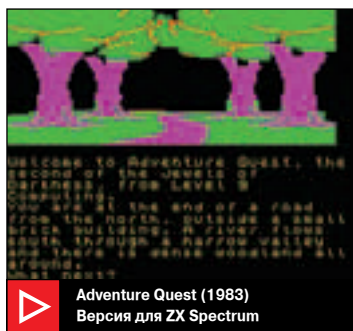 Welcome to Adventure Quest, the
second of the Jewels of
Darkness, from Level 9
Computing.
You are at the end of a road
from the north, outside a small
brick building. A river flows
south through a narrow valley
There is dense woodland all
around.
What next?
Adventure Quest (1983)
Версия для ZX Spectrum